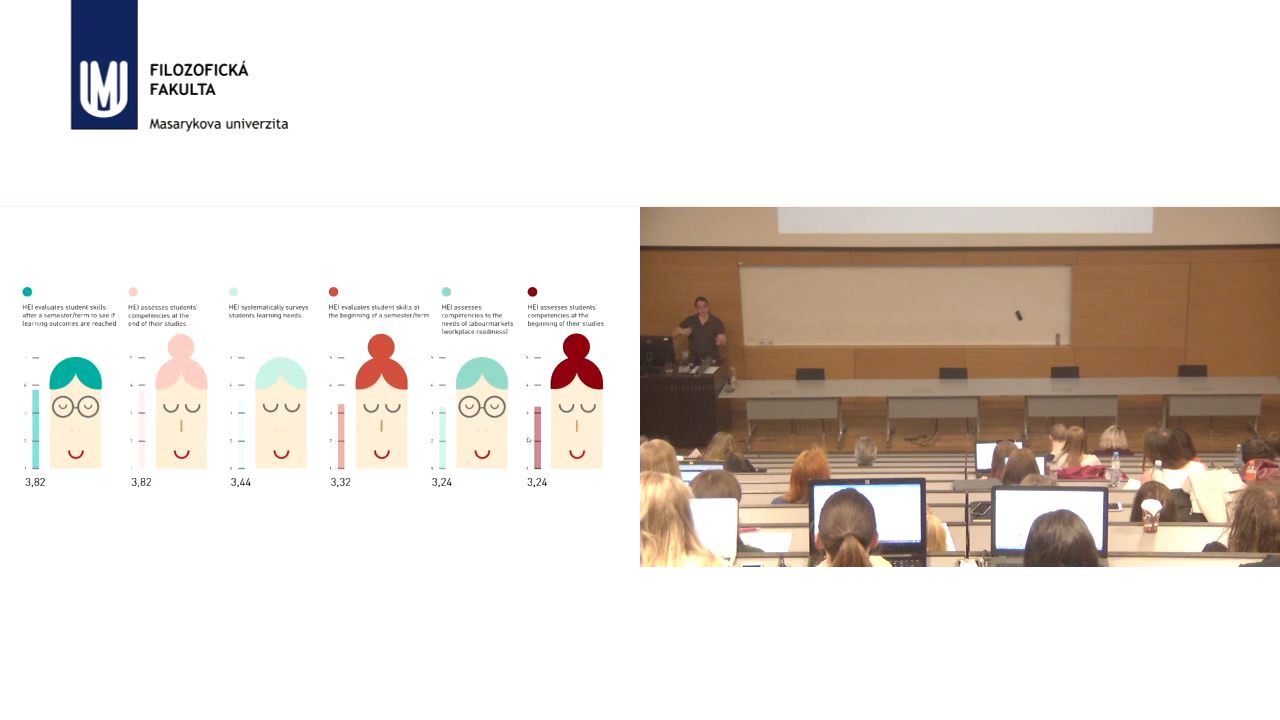 FILOZOFICKÁ
FAKULTA
Masarykova univerzita
HEI evaluates student skills
after a semester/term to see if
learning outcomes are reached
HEI assesses students'
competencies at the
end of their studies
HEI systematically surveys
students learning needs
HEI evaluates student skills at
the beginning of a semester/term
HEI assesses
competencies to the
needs of labourmarkets
(workplace readiness)
HEI assesses students'
competencies at the
beginning of their studies
3,82
3,82
3,44
3,32
3,24
3,24